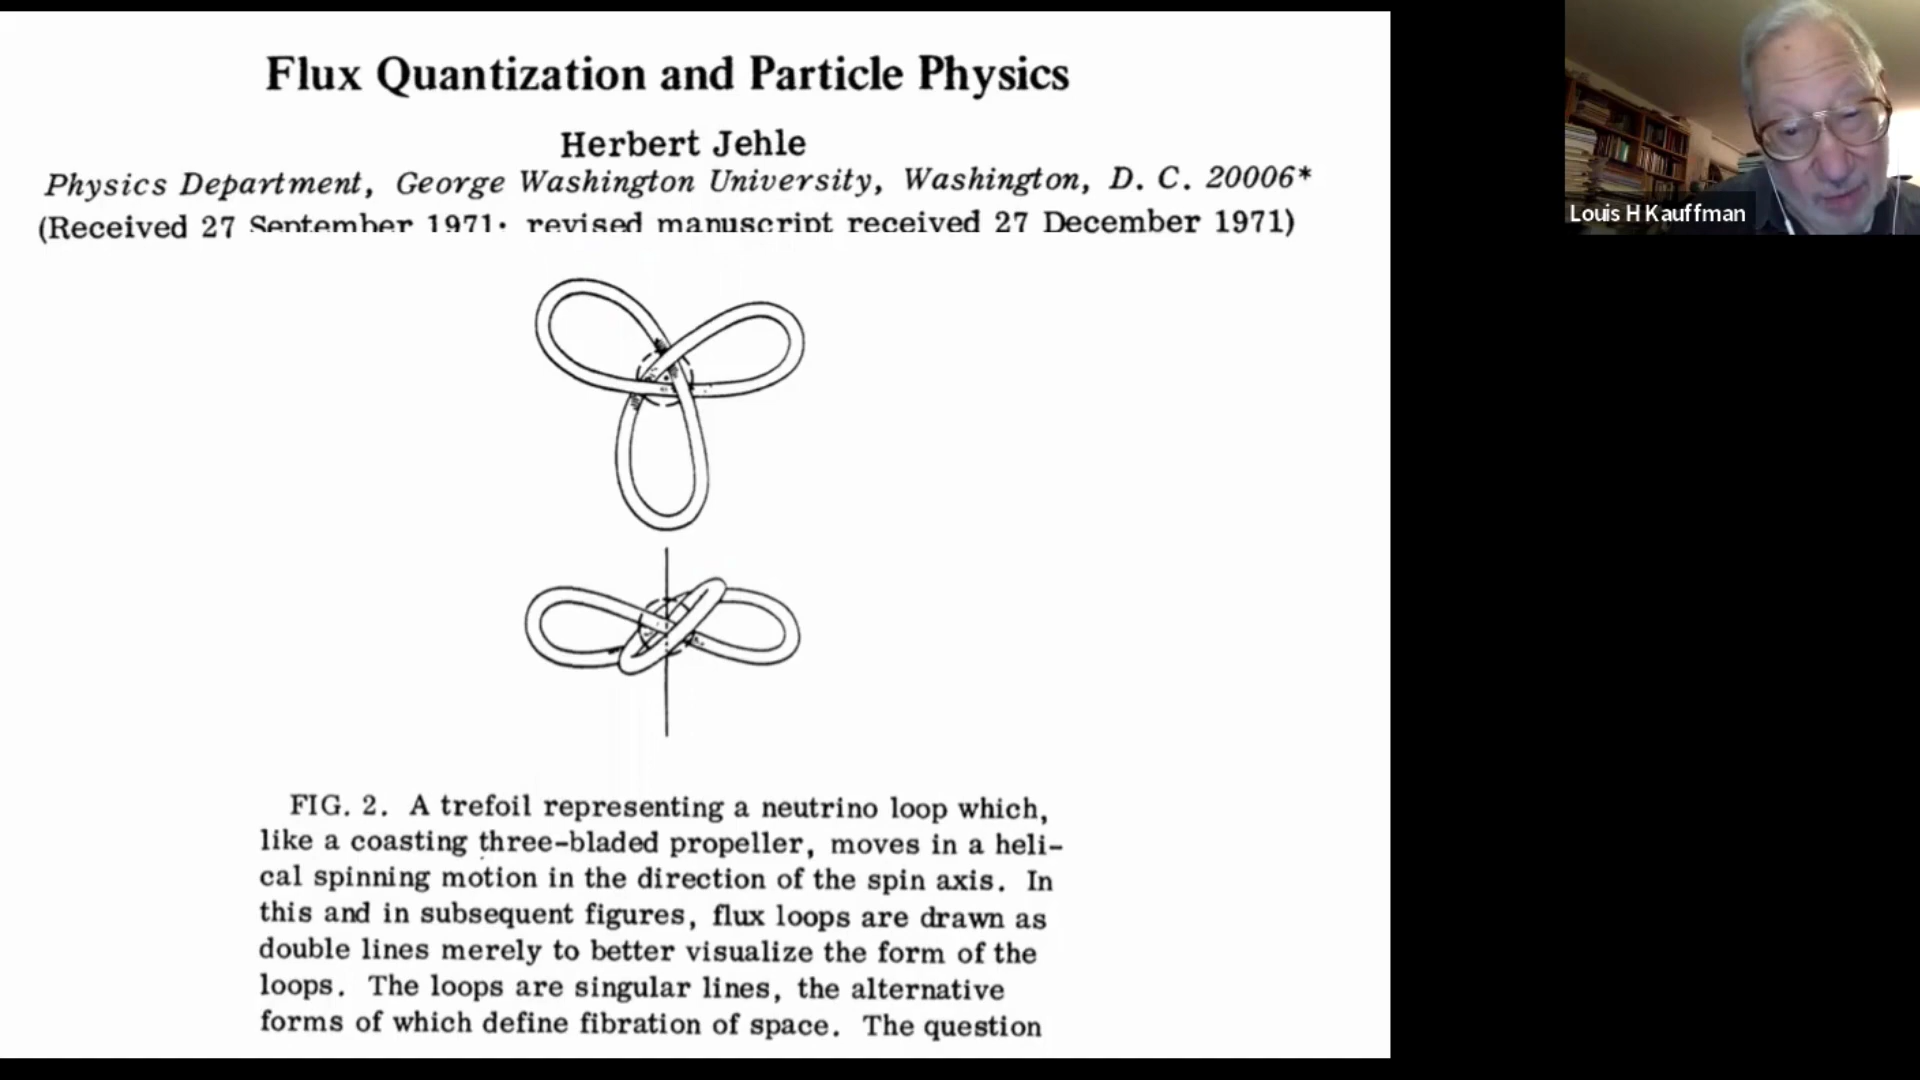 Flux Quantization and Particle Physics
Herbert Jehle
Physics Department, George Washington University, Washington, D. C. 20006*
(Received 27 September 1971; revised manuscript received 27 December 1971)
Louis H Kauffman
FIG. 2. A trefoil representing a neutrino loop which,
like a coasting three-bladed propeller, moves in a heli-
cal spinning motion in the direction of the spin axis. In
this and in subsequent figures, flux loops are drawn as
double lines merely to better visualize the form of the
loops. The loops are singular lines, the alternative
forms of which define fibration of space. The question